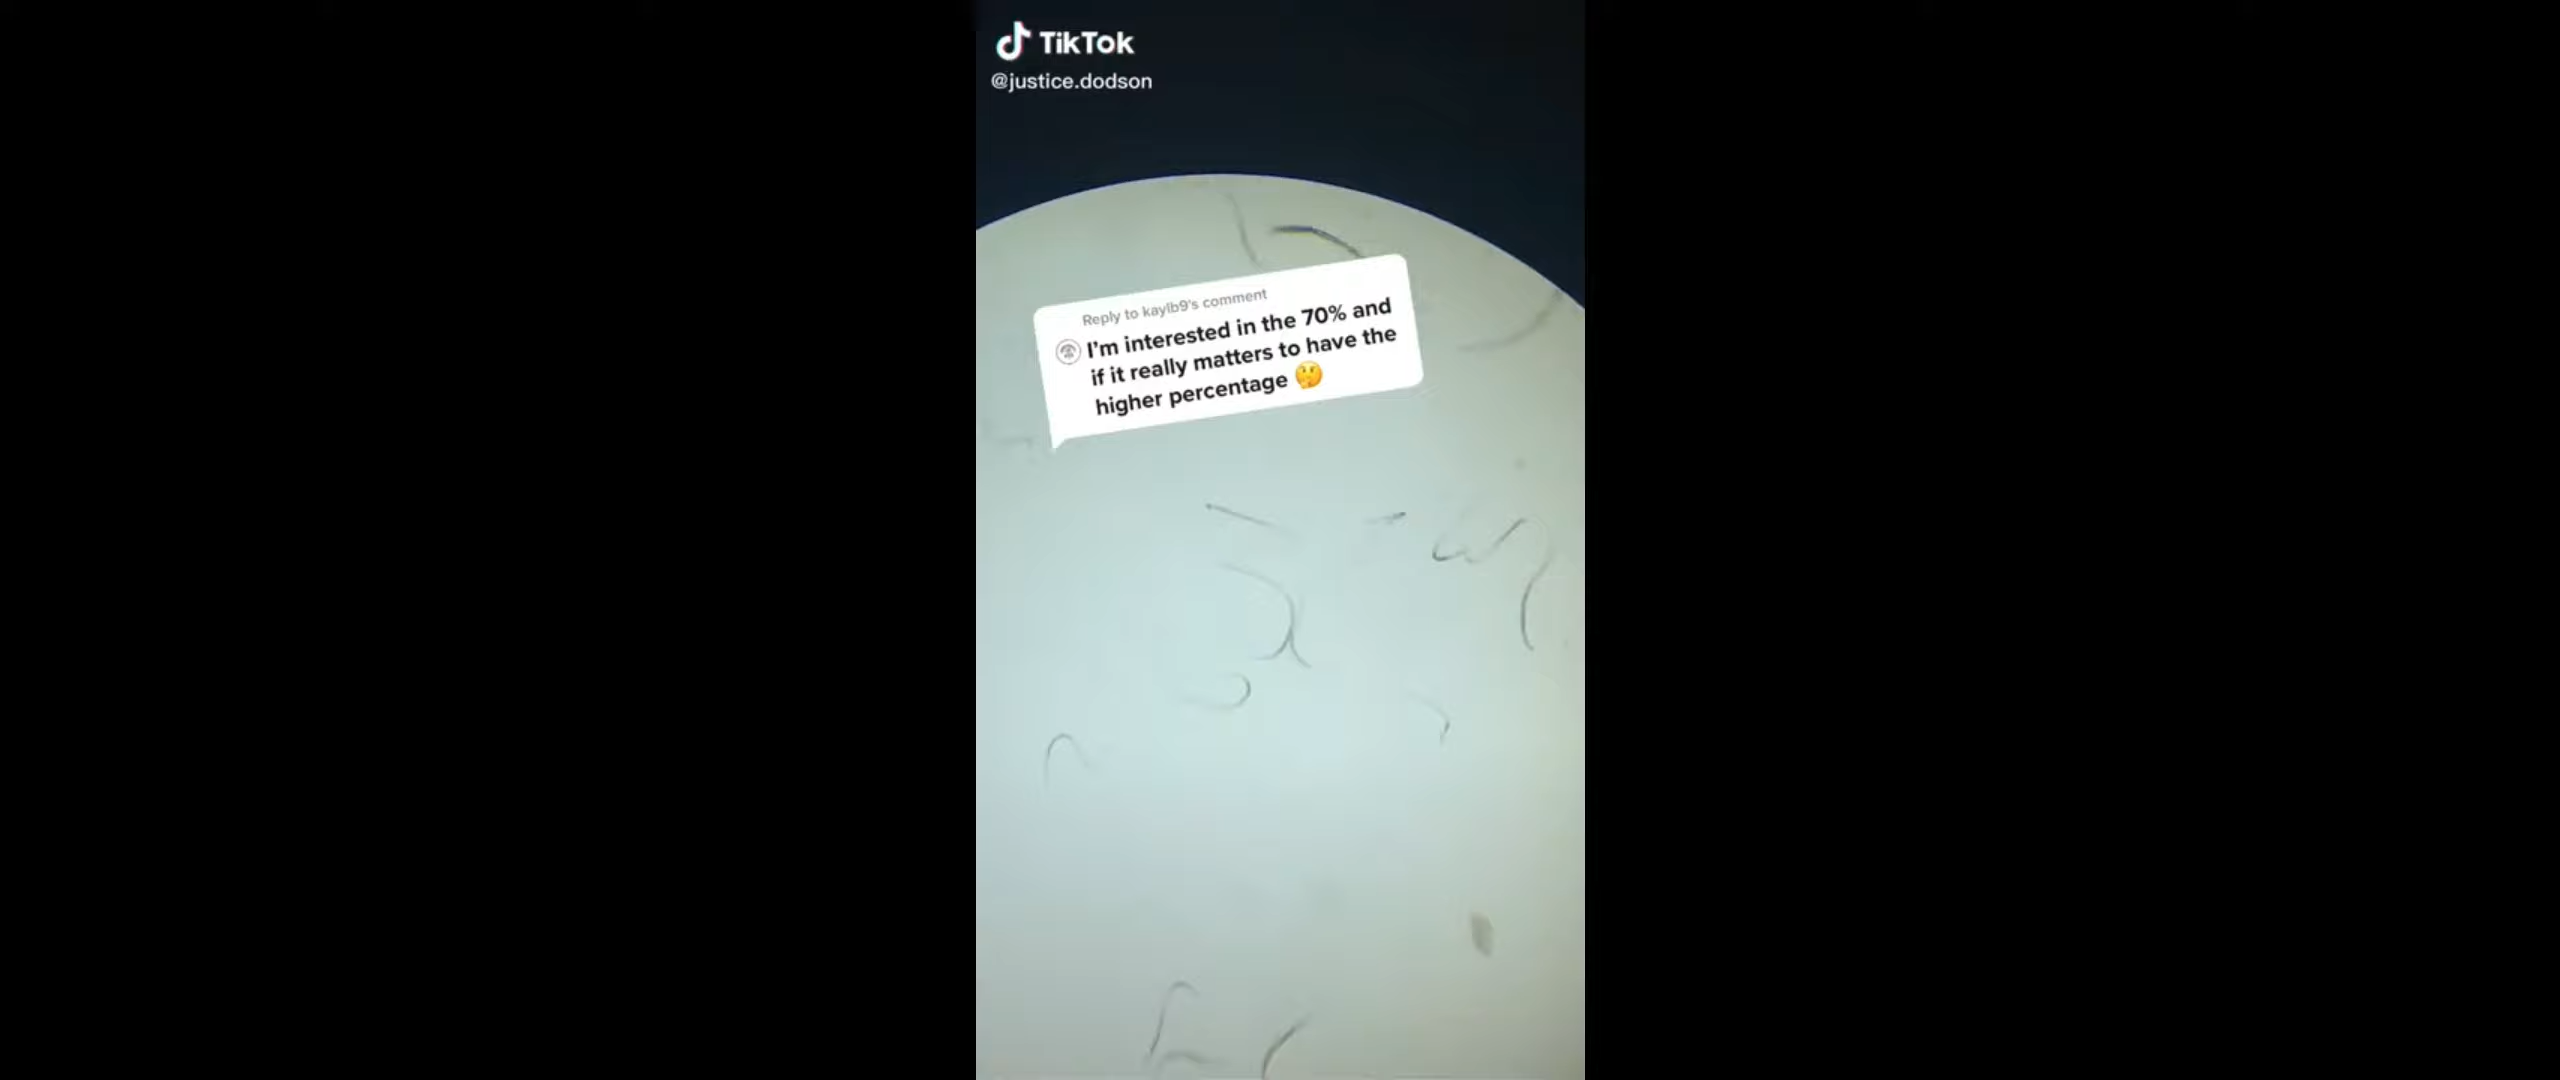 TikTok
@justice.dodson
Reply to kaylb9's comment
I'm interested in the 70% and
if it really matters to have the
higher percentage 🤔